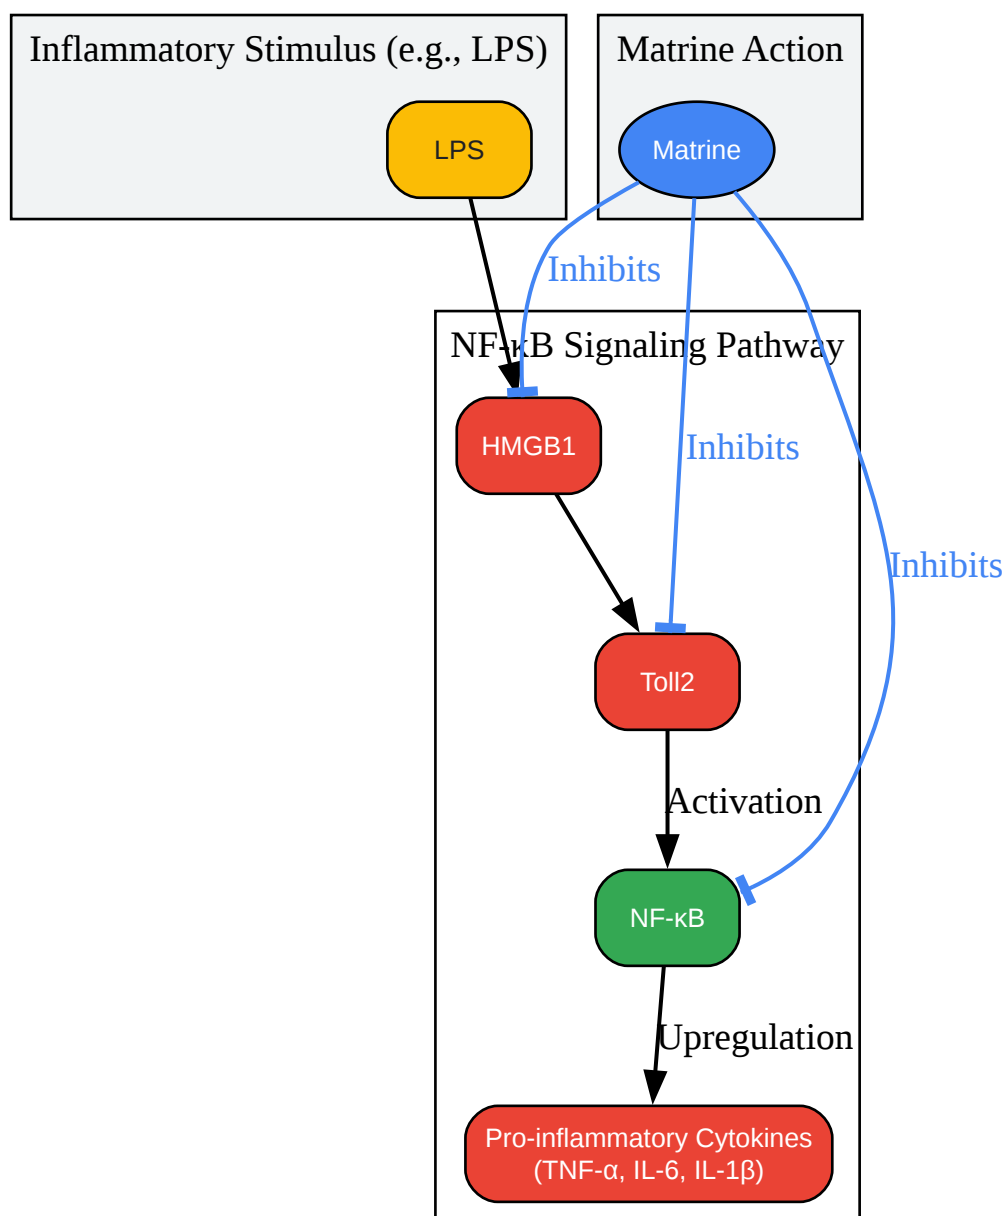 Inflammatory Stimulus (e.g., LPS)
Matrine Action
LPS
Matrine
Inhibits
NF-κB Signaling Pathway
HMGB1
Inhibits
Inhibits
Toll2
Activation
NF-κB
Upregulation
Pro-inflammatory Cytokines
(TNF-α, IL-6, IL-1β)